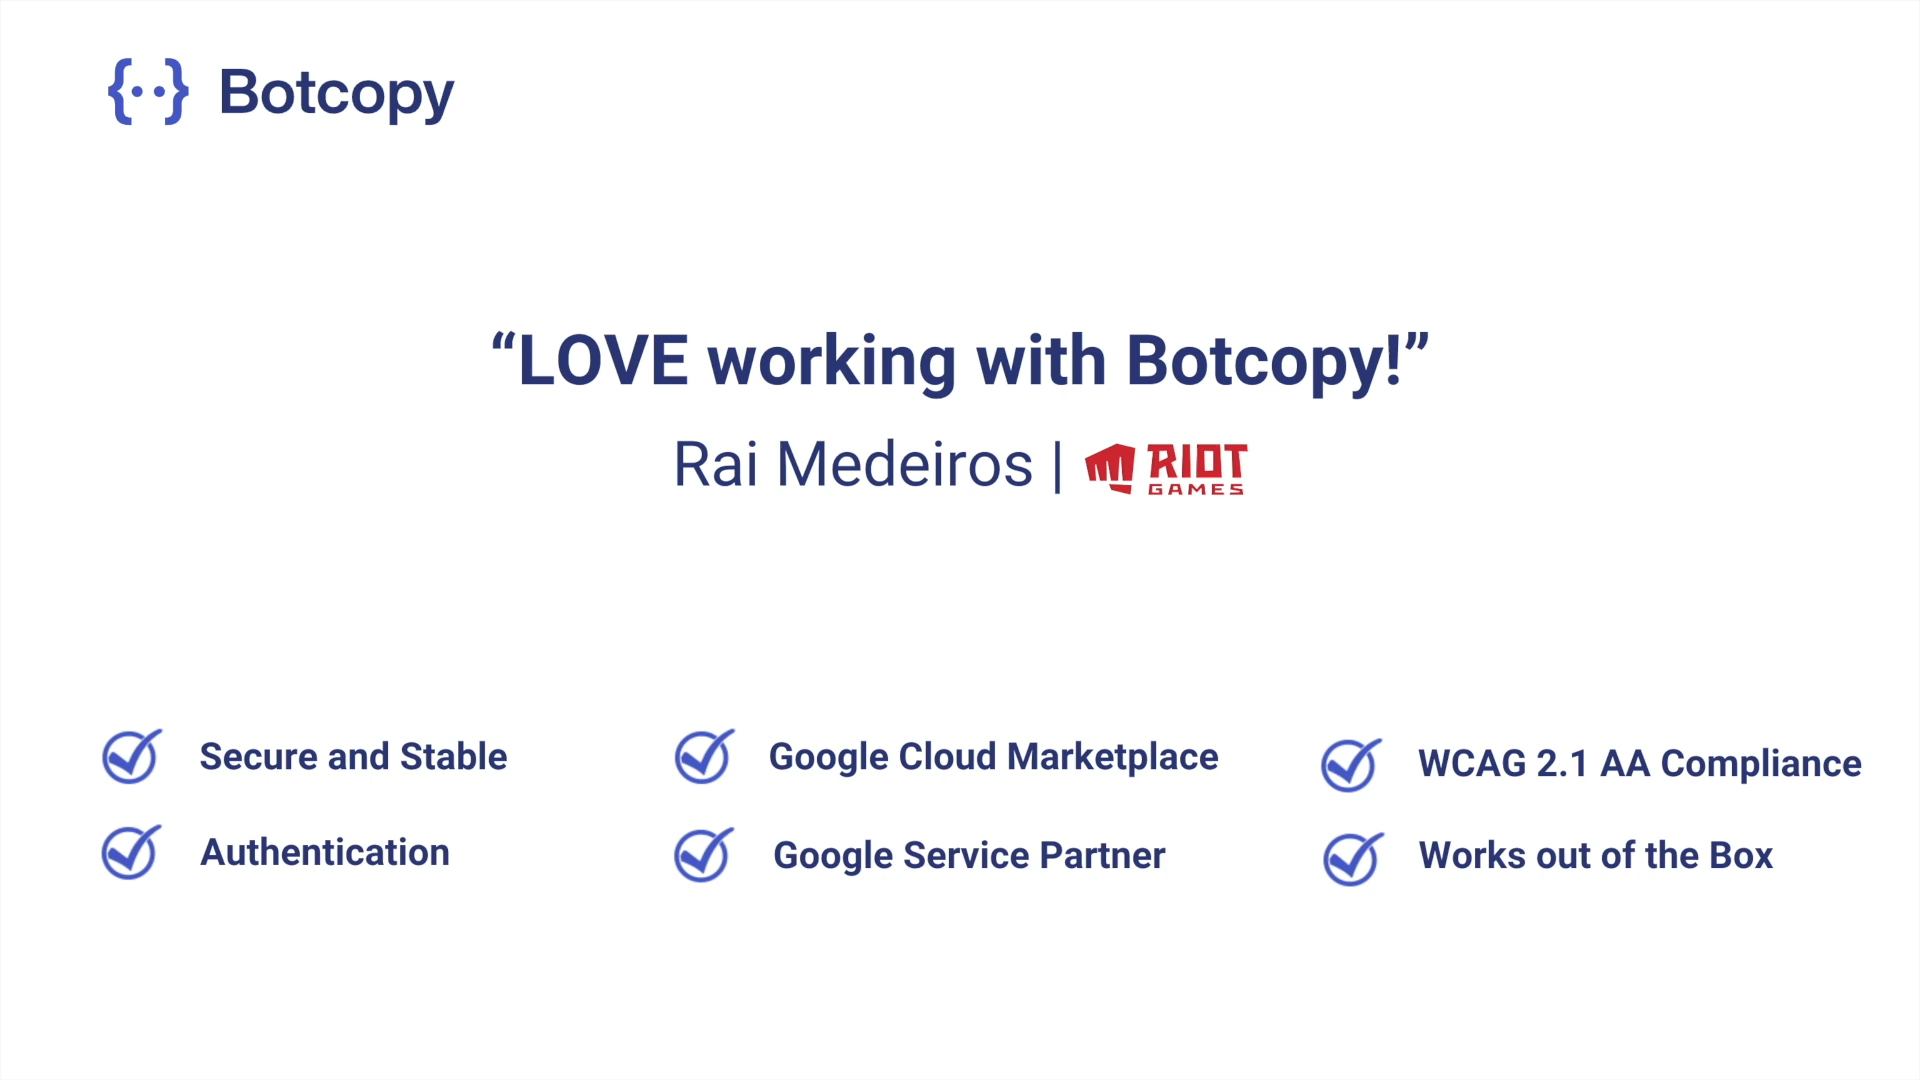 Botcopy
“LOVE working with Botcopy!”
Rai Medeiros | RIOT GAMES
Secure and Stable
Google Cloud Marketplace
WCAG 2.1 AA Compliance
Authentication
Google Service Partner
Works out of the Box